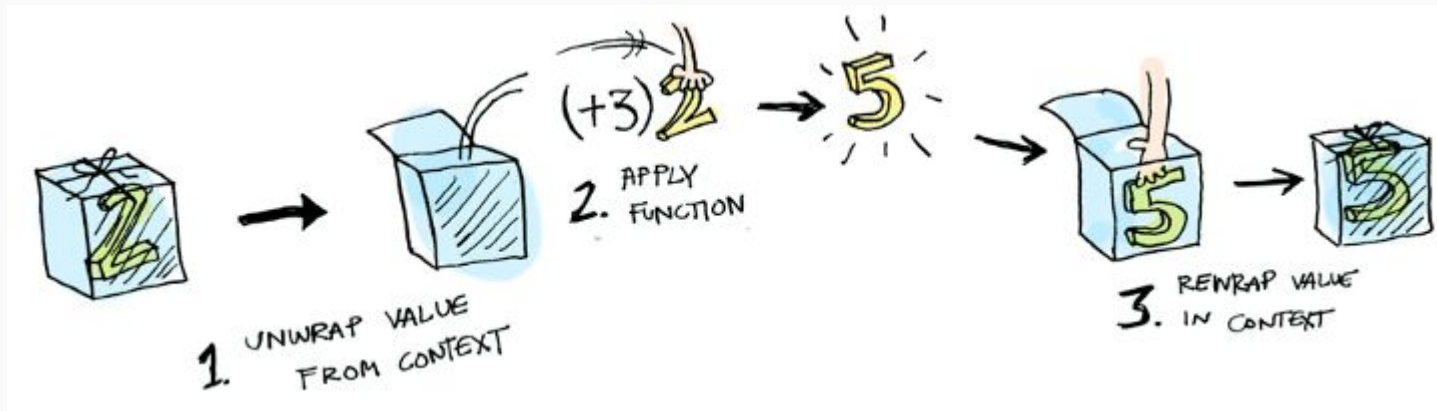 2
1. UNWRAP VALUE
FROM CONTEXT
(+3) 2
2. APPLY
FUNCTION
5
5
3. REWRAP VALUE
IN CONTEXT
5